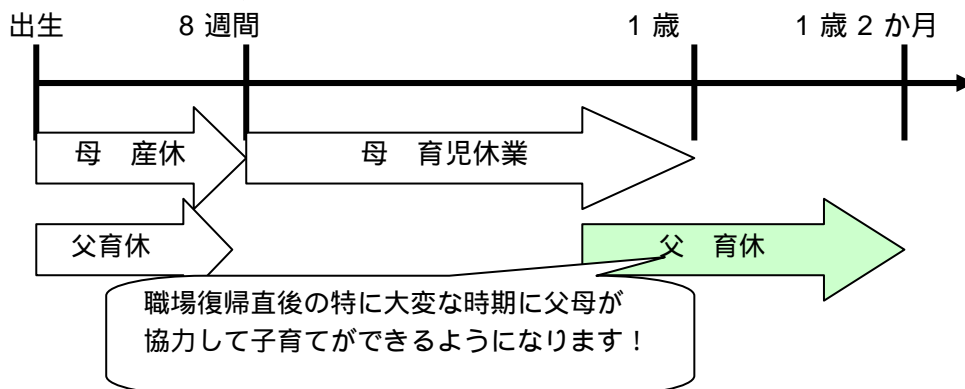 出生 8 週間 1 歳 1 歳 2 か月
母 産休 母 育児休業
父育休 父 育休
職場復帰直後の特に大変な時期に父母が
協力して子育てができるようになります！